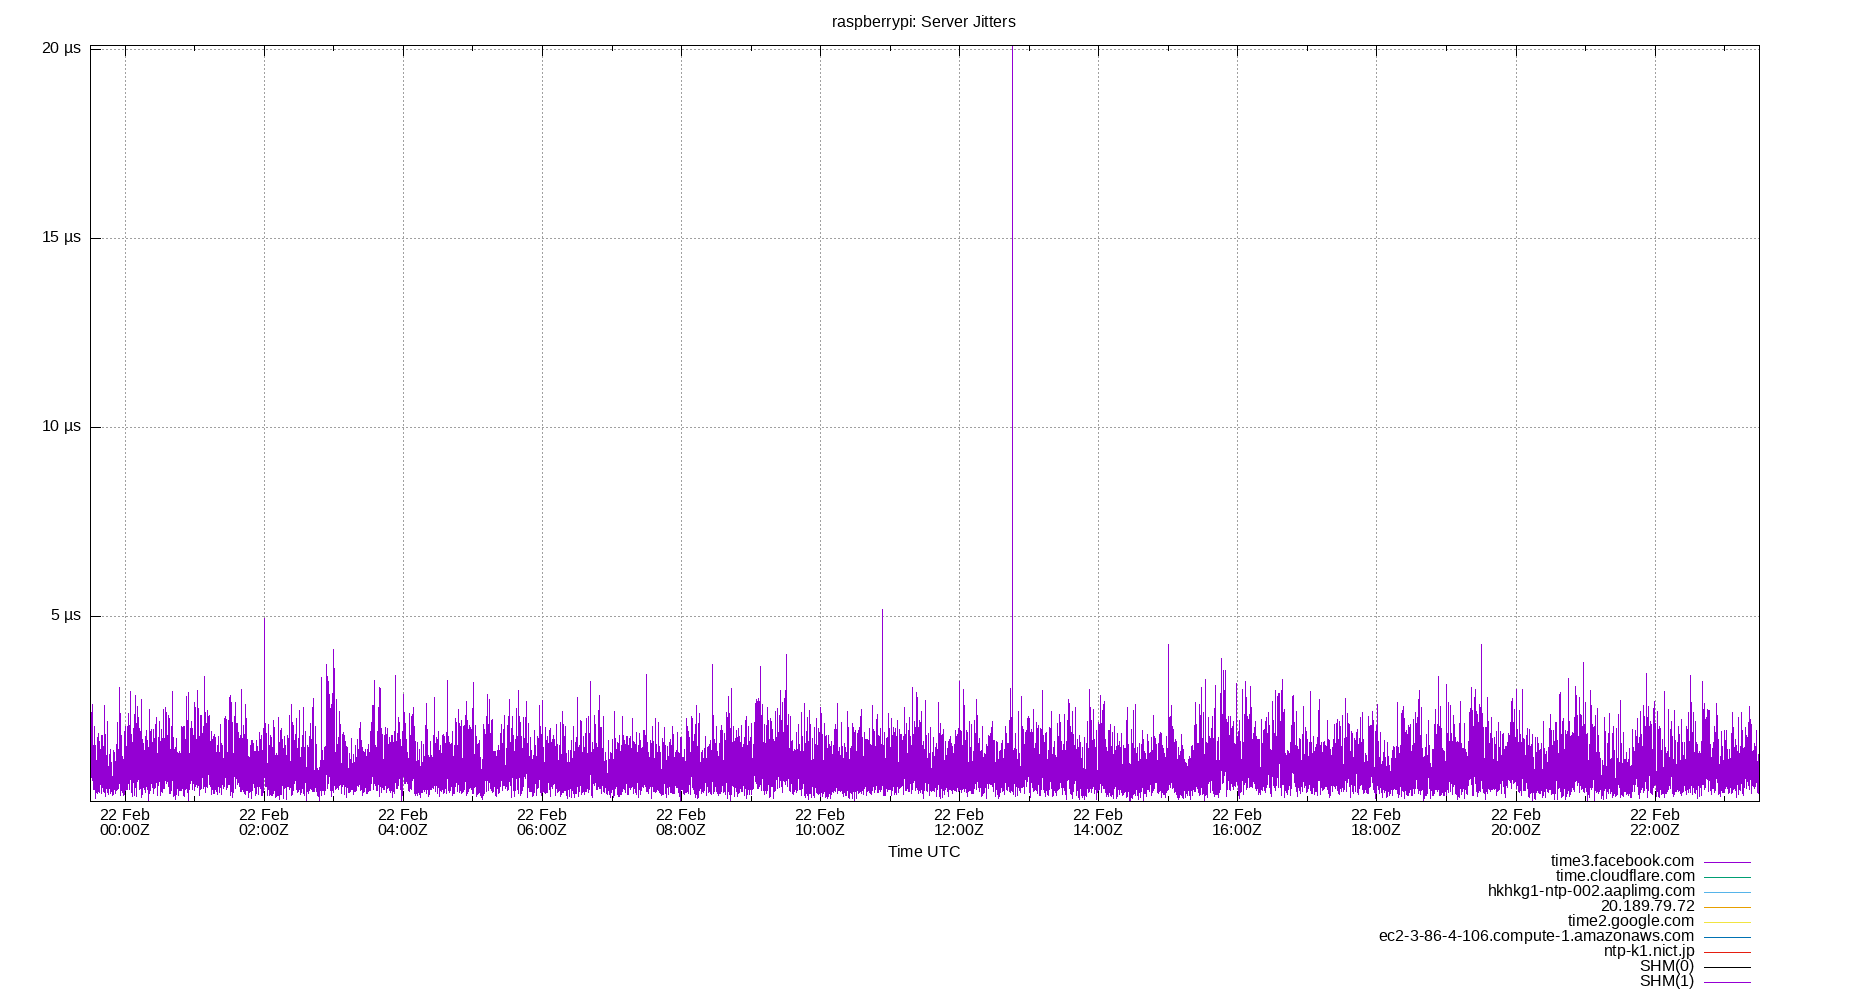 raspberrypi: Server Jitters
20 µs
15 µs
10 µs
5 µs
22 Feb 22 Feb 22 Feb 22 Feb 22 Feb 22 Feb 22 Feb 22 Feb 22 Feb 22 Feb 22 Feb 22 Feb
00:00Z 02:00Z 04:00Z 06:00Z 08:00Z 10:00Z 12:00Z 14:00Z 16:00Z 18:00Z 20:00Z 22:00Z
Time UTC
time3.facebook.com
time.cloudflare.com
hkhkg1-ntp-002.aaplimg.com
20.189.79.72
time2.google.com
ec2-3-86-4-106.compute-1.amazonaws.com
ntp-k1.nict.jp
SHM(0)
SHM(1)